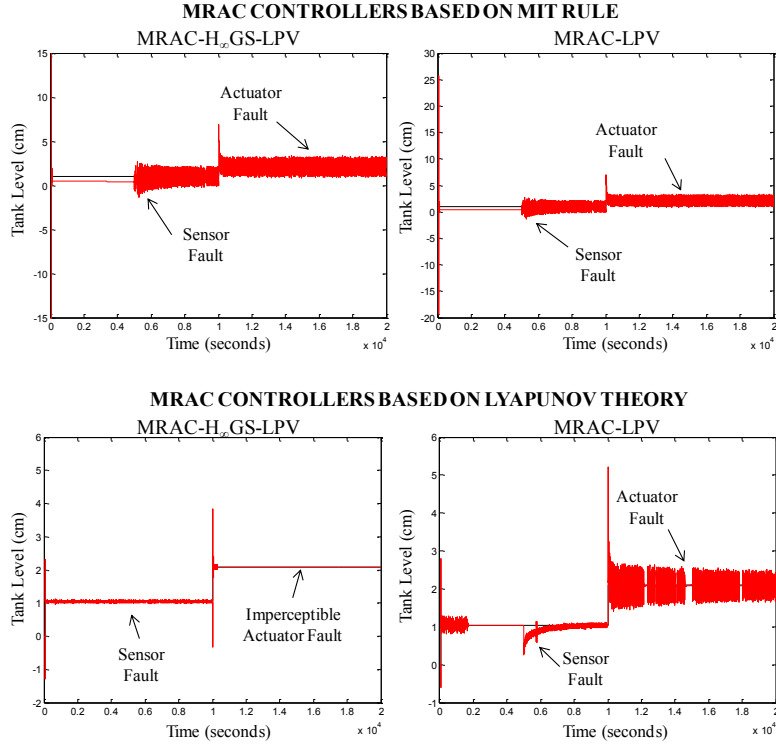 MRAC CONTROLLERS BASED ON MIT RULE
MRAC-H∞GS-LPV
MRAC-LPV
15
10
5
0
-5
-10
-15
Tank Level (cm)
Actuator
Fault
Sensor
Fault
0 0.2 0.4 0.6 0.8 1 1.2 1.4 1.6 1.8 2
Time (seconds)
x 10⁴
30
25
20
15
10
5
0
-5
-10
-15
-20
Tank Level (cm)
Actuator
Fault
Sensor
Fault
0 0.2 0.4 0.6 0.8 1 1.2 1.4 1.6 1.8 2
Time (seconds)
x 10⁴
MRAC CONTROLLERS BASED ON LYAPUNOV THEORY
MRAC-H∞GS-LPV
MRAC-LPV
6
5
4
3
2
1
0
-1
-2
Tank Level (cm)
Sensor
Fault
Imperceptible
Actuator Fault
0 0.2 0.4 0.6 0.8 1 1.2 1.4 1.6 1.8 2
Time (seconds)
x 10⁴
6
5
4
3
2
1
0
-1
Tank Level (cm)
Actuator
Fault
Sensor
Fault
0 0.2 0.4 0.6 0.8 1 1.2 1.4 1.6 1.8 2
Time (seconds)
x 10⁴